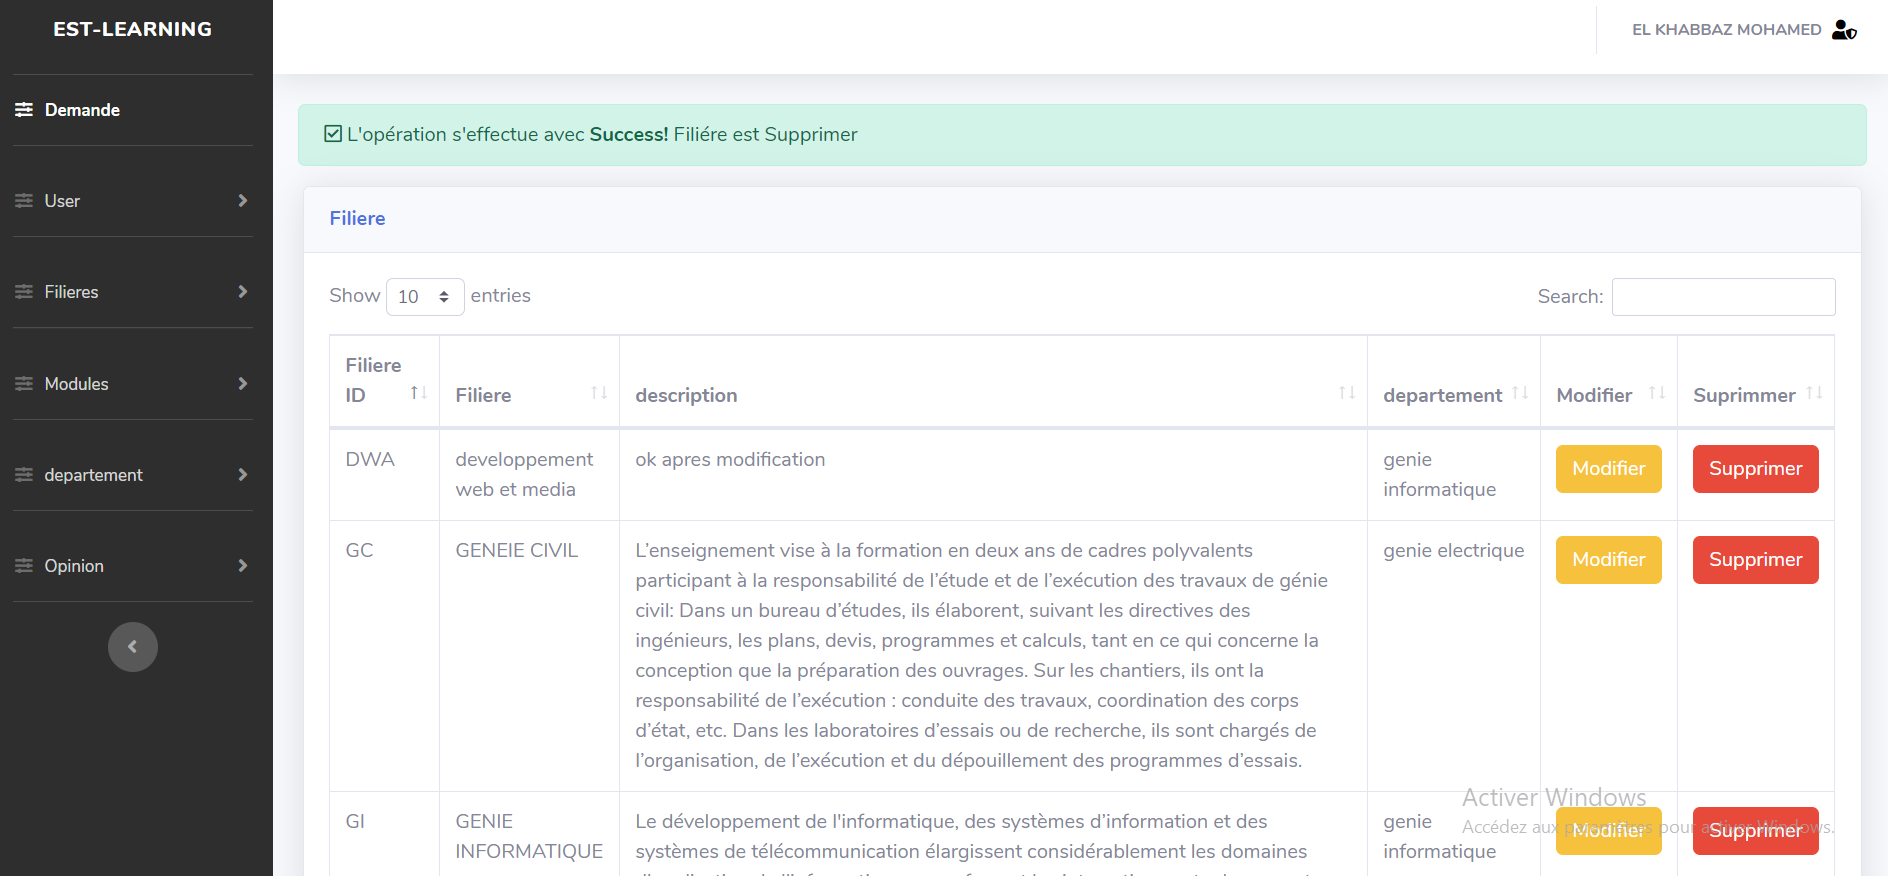 EST-LEARNING
EL KHABBAZ MOHAMED
Demande
User
Filieres
Modules
departement
Opinion
L'opération s'effectue avec Success! Filiére est Supprimer
Filiere
Show 10 entries
Search:
Filiere ID
Filiere
description
departement
Modifier
Suprimmer
DWA
developpement
web et media
ok apres modification
genie
informatique
Modifier
Supprimer
GC
GENEIE CIVIL
L’enseignement vise à la formation en deux ans de cadres polyvalents
participant à la responsabilité de l’étude et de l’exécution des travaux de génie
civil: Dans un bureau d’études, ils élaborent, suivant les directives des
ingénieurs, les plans, devis, programmes et calculs, tant en ce qui concerne la
conception que la préparation des ouvrages. Sur les chantiers, ils ont la
responsabilité de l’exécution : conduite des travaux, coordination des corps
d’état, etc. Dans les laboratoires d’essais ou de recherche, ils sont chargés de
l’organisation, de l’exécution et du dépouillement des programmes d’essais.
genie electrique
Modifier
Supprimer
GI
GENIE
INFORMATIQUE
Le développement de l'informatique, des systèmes d’information et des
systèmes de télécommunication élargissent considérablement les domaines
genie
informatique
Modifier
Supprimer
Activer Windows
Accédez aux paramètres pour activer Windows.